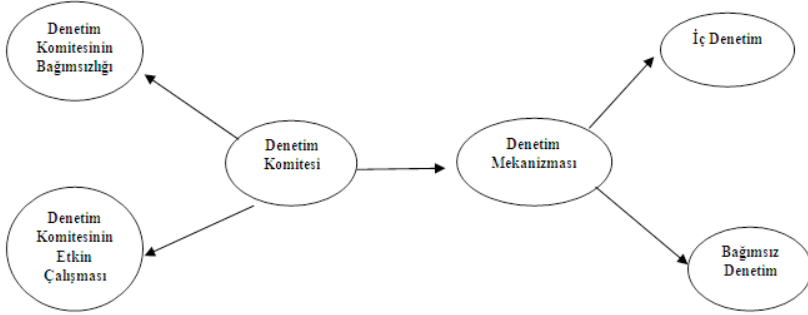 Denetim
Komitesinin
Bağımsızlığı
İç Denetim
Denetim
Komitesi
Denetim
Mekanizması
Denetim
Komitesinin
Etkin
Çalışması
Bağımsız
Denetim